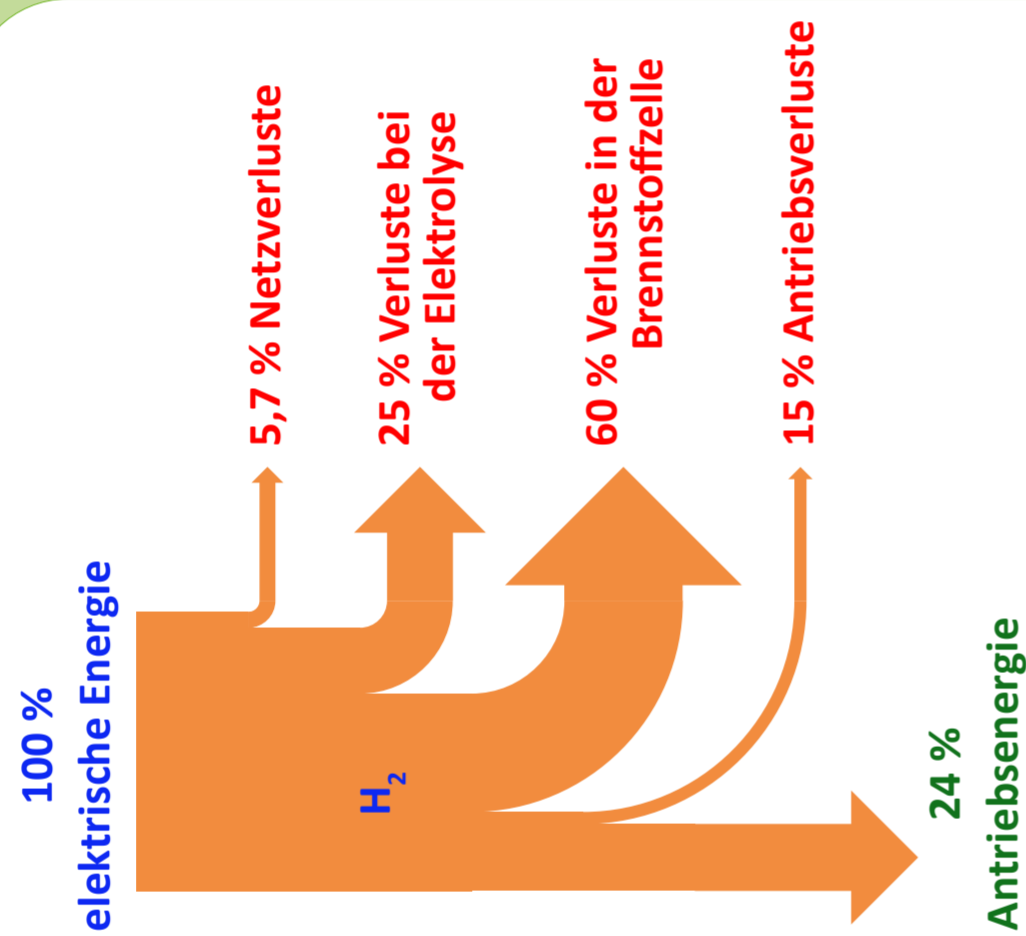 100 %
elektrische Energie
5,7 % Netzverluste
25 % Verluste bei
der Elektrolyse
H₂
60 % Verluste in der
Brennstoffzelle
15 % Antriebsverluste
24 %
Antriebsenergie